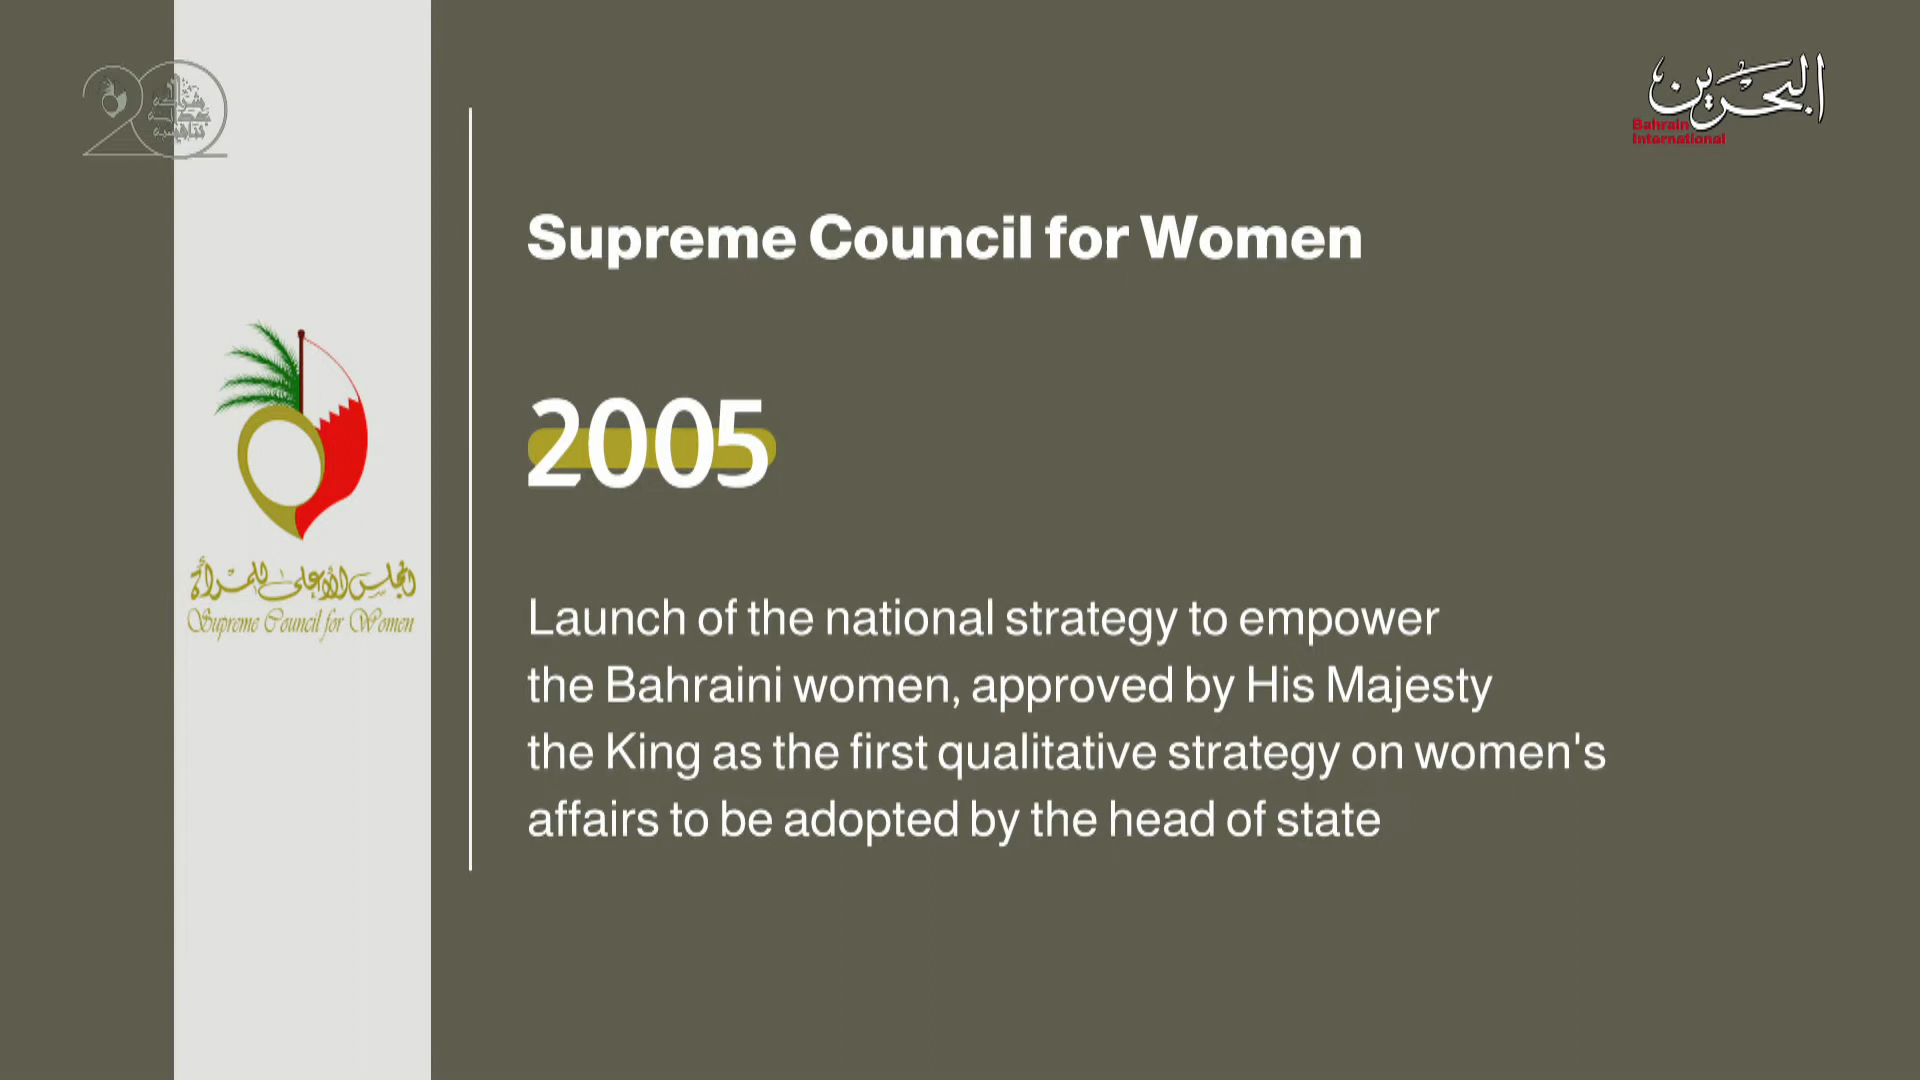 البحرين
Bahrain
International
Supreme Council for Women
2005
المجلس الأعلى للمرأة
Supreme Council for Women
Launch of the national strategy to empower
the Bahraini women, approved by His Majesty
the King as the first qualitative strategy on women's
affairs to be adopted by the head of state